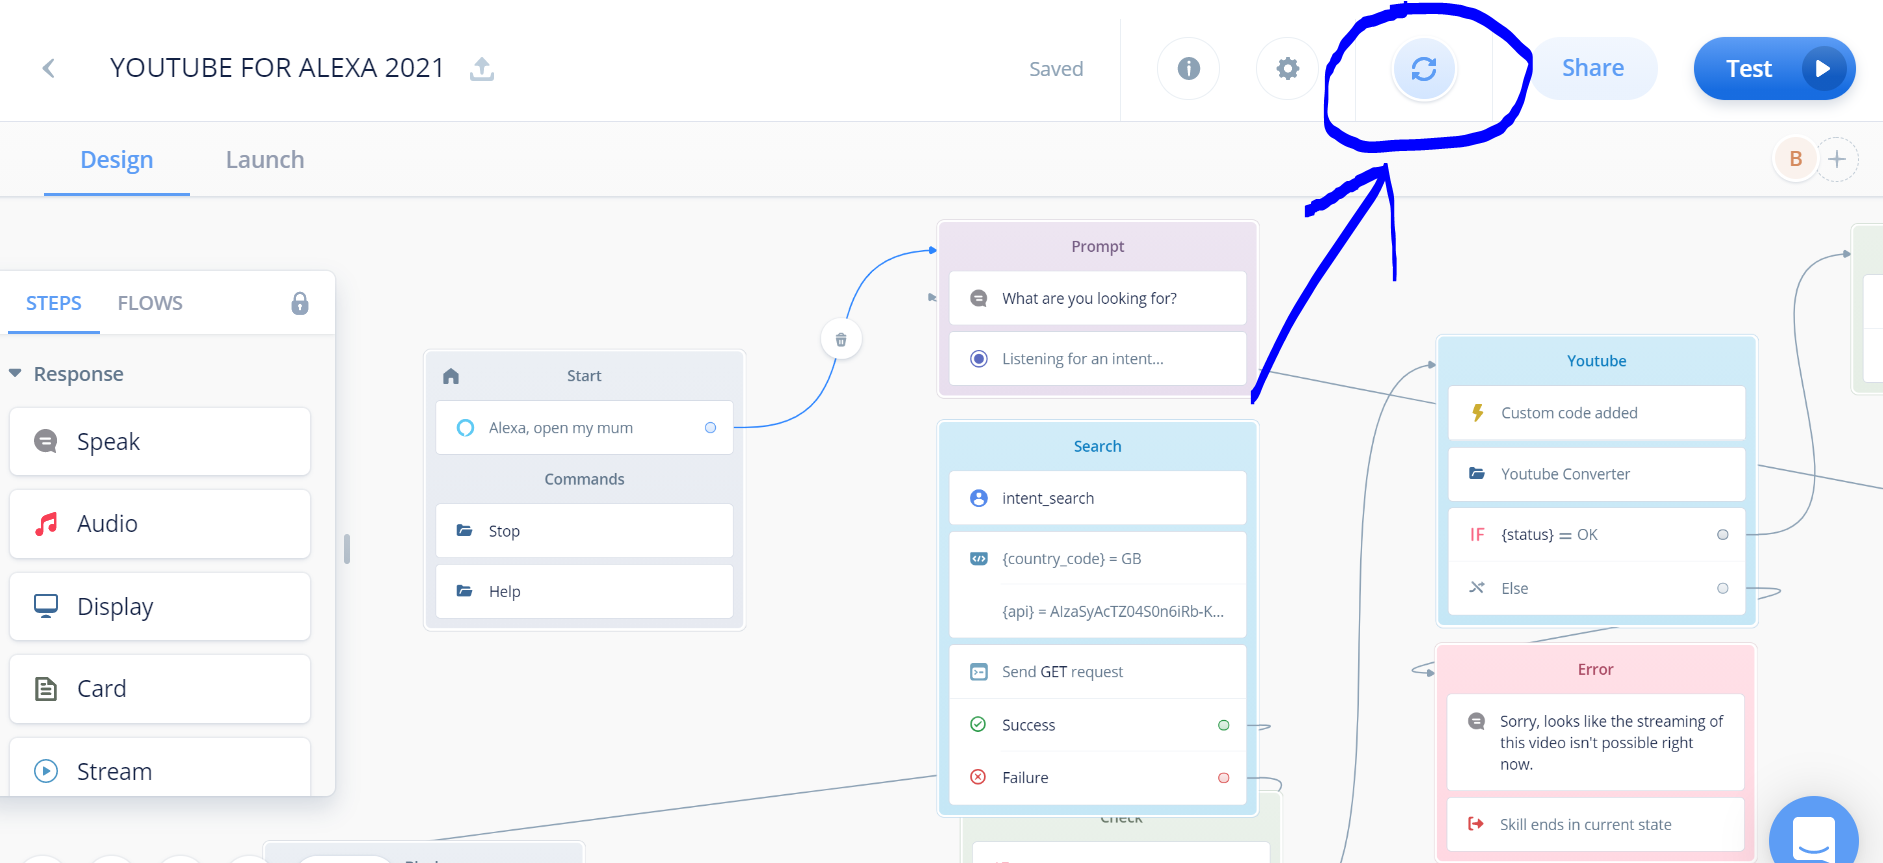 YOUTUBE FOR ALEXA 2021
Saved
Share
Test
Design
Launch
B
STEPS
FLOWS
Response
Speak
Audio
Display
Card
Stream
Start
Alexa, open my mum
Commands
Stop
Help
Prompt
What are you looking for?
Listening for an intent...
Search
intent_search
{country_code} = GB
{api} = AIzaSyAcTZ04S0n6iRb-K...
Send GET request
Success
Failure
Check
IF
Youtube
Custom code added
Youtube Converter
IF {status} = OK
Else
Error
Sorry, looks like the streaming of
this video isn't possible right
now.
Skill ends in current state